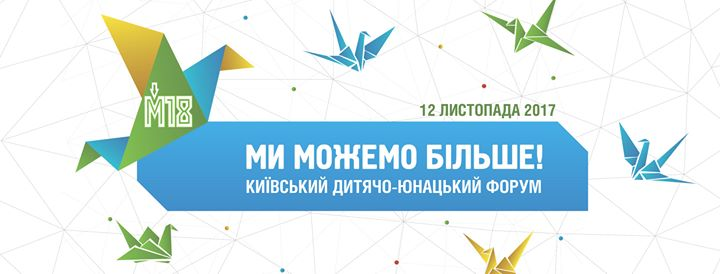 М18
12 ЛИСТОПАДА 2017
МИ МОЖЕМО БІЛЬШЕ!
КИЇВСЬКИЙ ДИТЯЧО-ЮНАЦЬКИЙ ФОРУМ